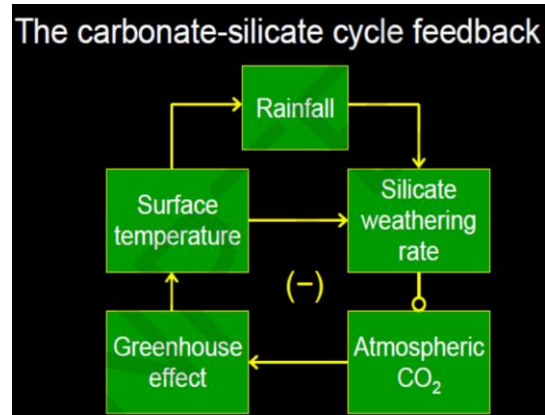 The carbonate-silicate cycle feedback
Rainfall
Surface
temperature
Silicate
weathering
rate
(−)
Greenhouse
effect
Atmospheric
CO₂